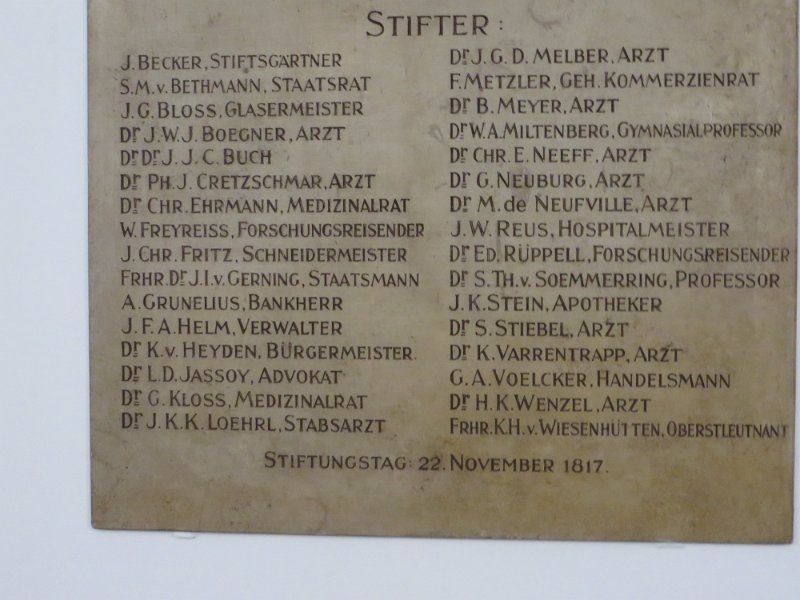 STIFTER:
J. BECKER, STIFTSGÄRTNER
S.M.v. BETHMANN, STAATSRAT
J.G. BLOSS, GLASERMEISTER
Dr J.W.J. BOEGNER, ARZT
Dr Dr J.J.C. BUCH
Dr PH.J. CRETZSCHMAR, ARZT
Dr CHR. EHRMANN, MEDIZINALRAT
W. FREYREISS, FORSCHUNGSREISENDER
J. CHR. FRITZ, SCHNEIDERMEISTER
FRHR. Dr J.I.v. GERNING, STAATSMANN
A. GRUNELIUS, BANKHERR
J.F.A. HELM, VERWALTER
Dr K.v. HEYDEN, BÜRGERMEISTER.
Dr L.D. JASSOY, ADVOKAT
Dr G. KLOSS, MEDIZINALRAT
Dr J.K.K. LOEHRL, STABSARZT
Dr J.G.D. MELBER, ARZT
F. METZLER, GEH. KOMMERZIENRAT
Dr B. MEYER, ARZT
Dr W.A. MILTENBERG, GYMNASIALPROFESSOR
Dr CHR. E. NEEFF, ARZT
Dr G. NEUBURG, ARZT
Dr M. de NEUFVILLE, ARZT
J.W. REUS, HOSPITALMEISTER
Dr ED. RÜPPELL, FORSCHUNGSREISENDER
Dr S.TH.v. SOEMMERRING, PROFESSOR
J.K. STEIN, APOTHEKER
Dr S. STIEBEL, ARZT
Dr K. VARRENTRAPP, ARZT
G.A. VOELCKER, HANDELSMANN
Dr H.K. WENZEL, ARZT
FRHR. K.H.v. WIESENHÜTTEN, OBERSTLEUTNANT
STIFTUNGSTAG: 22. NOVEMBER 1817.